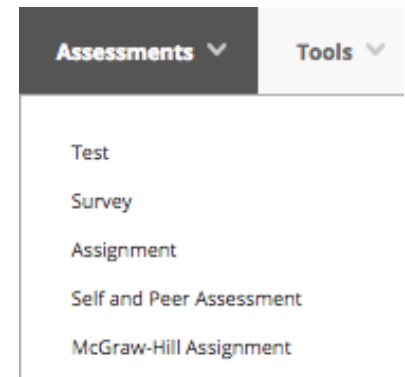 Assessments Tools
Test
Survey
Assignment
Self and Peer Assessment
McGraw-Hill Assignment